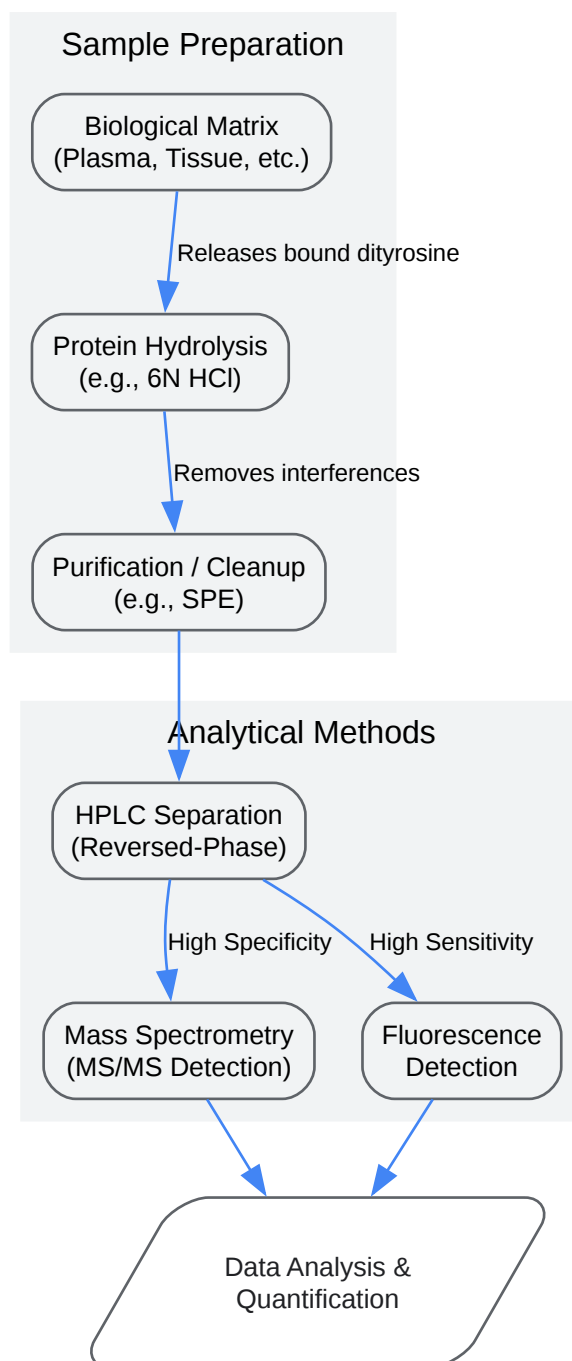 Sample Preparation
Biological Matrix
(Plasma, Tissue, etc.)
Releases bound dityrosine
Protein Hydrolysis
(e.g., 6N HCl)
Removes interferences
Purification / Cleanup
(e.g., SPE)
Analytical Methods
HPLC Separation
(Reversed-Phase)
High Specificity
High Sensitivity
Mass Spectrometry
(MS/MS Detection)
Fluorescence
Detection
Data Analysis &
Quantification